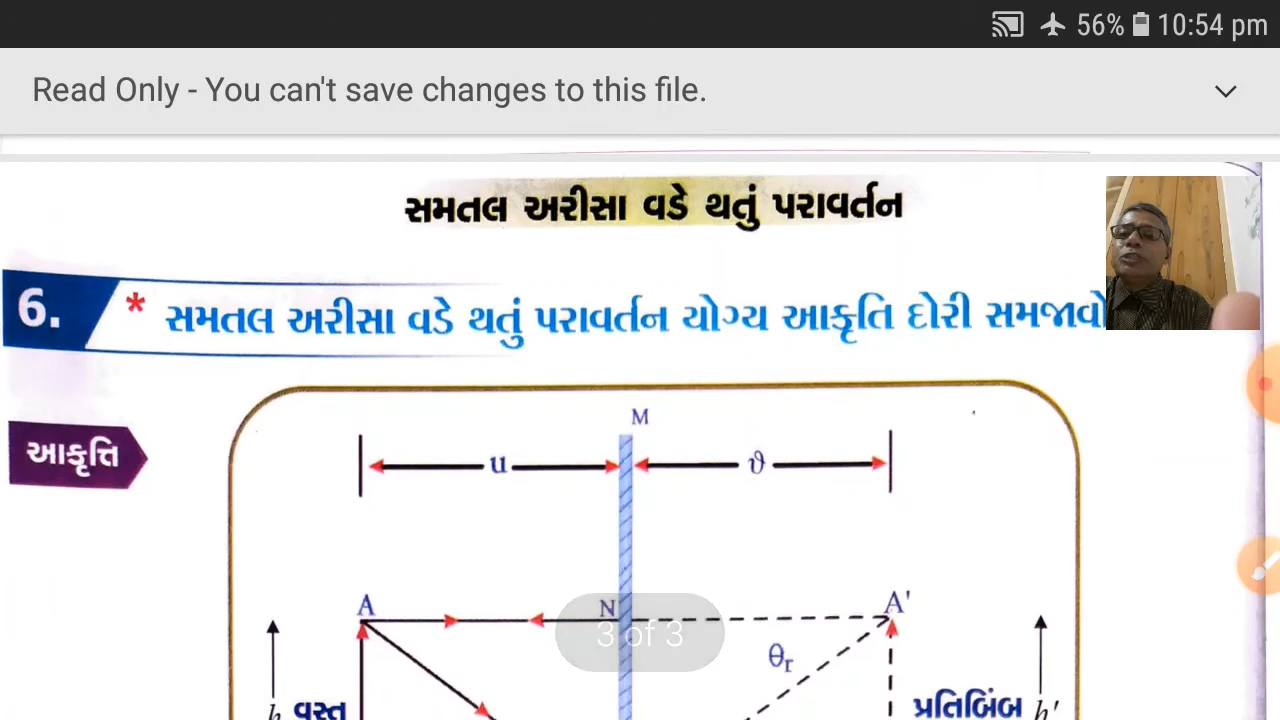 56% 10:54 pm
Read Only - You can't save changes to this file.
સમતલ અરીસા વડે થતું પરાવર્તન
6. * સમતલ અરીસા વડે થતું પરાવર્તન યોગ્ય આકૃતિ દોરી સમજાવો
આકૃત્તિ
M
u ϑ
A N A'
3 of 3
θr
h વસ્તુ પ્રતિબિંબ h'